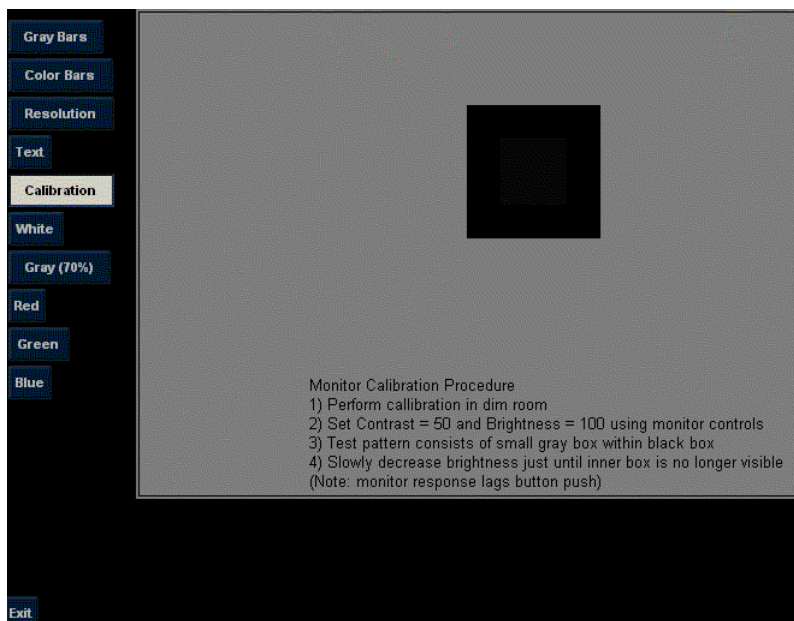 Gray Bars
Color Bars
Resolution
Text
Calibration
White
Gray (70%)
Red
Green
Blue
Monitor Calibration Procedure
1) Perform callibration in dim room
2) Set Contrast = 50 and Brightness = 100 using monitor controls
3) Test pattern consists of small gray box within black box
4) Slowly decrease brightness just until inner box is no longer visible
(Note: monitor response lags button push)
Exit